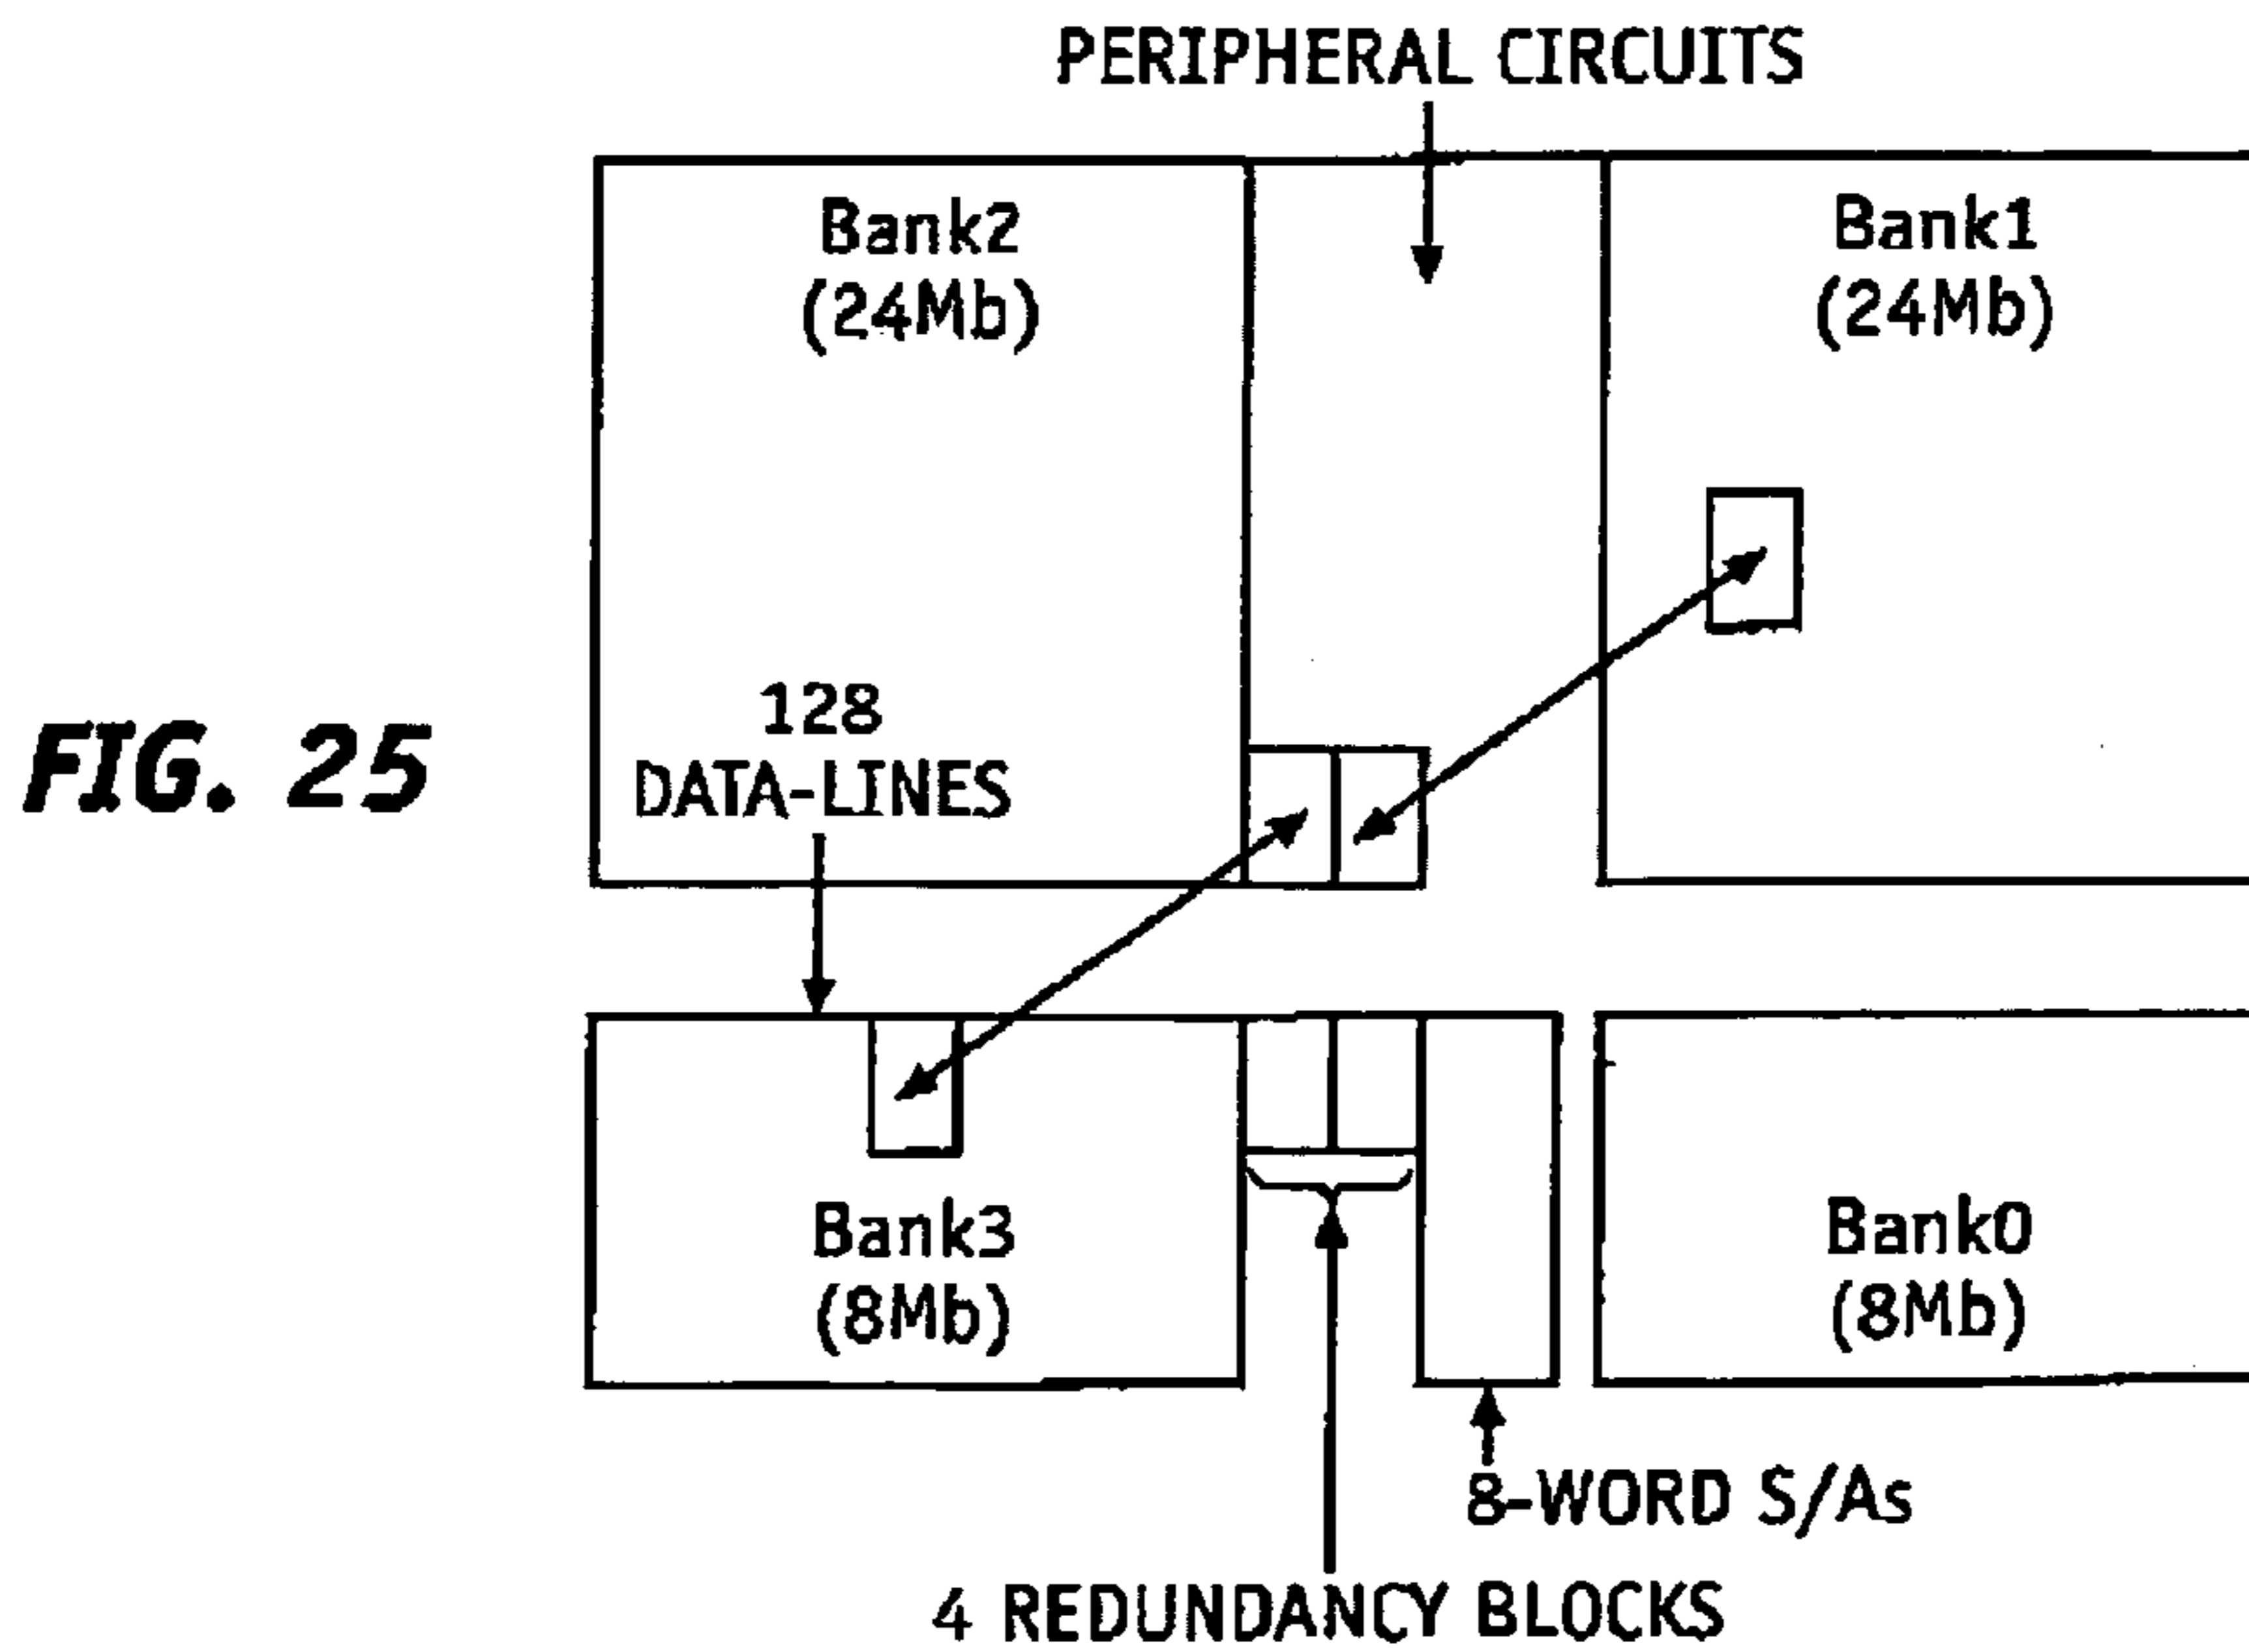 PERIPHERAL CIRCUITS
Bank2
(24Mb)
Bank1
(24Mb)
128
DATA-LINES
FIG. 25
Bank3
(8Mb)
Bank0
(8Mb)
8-WORD S/As
4 REDUNDANCY BLOCKS